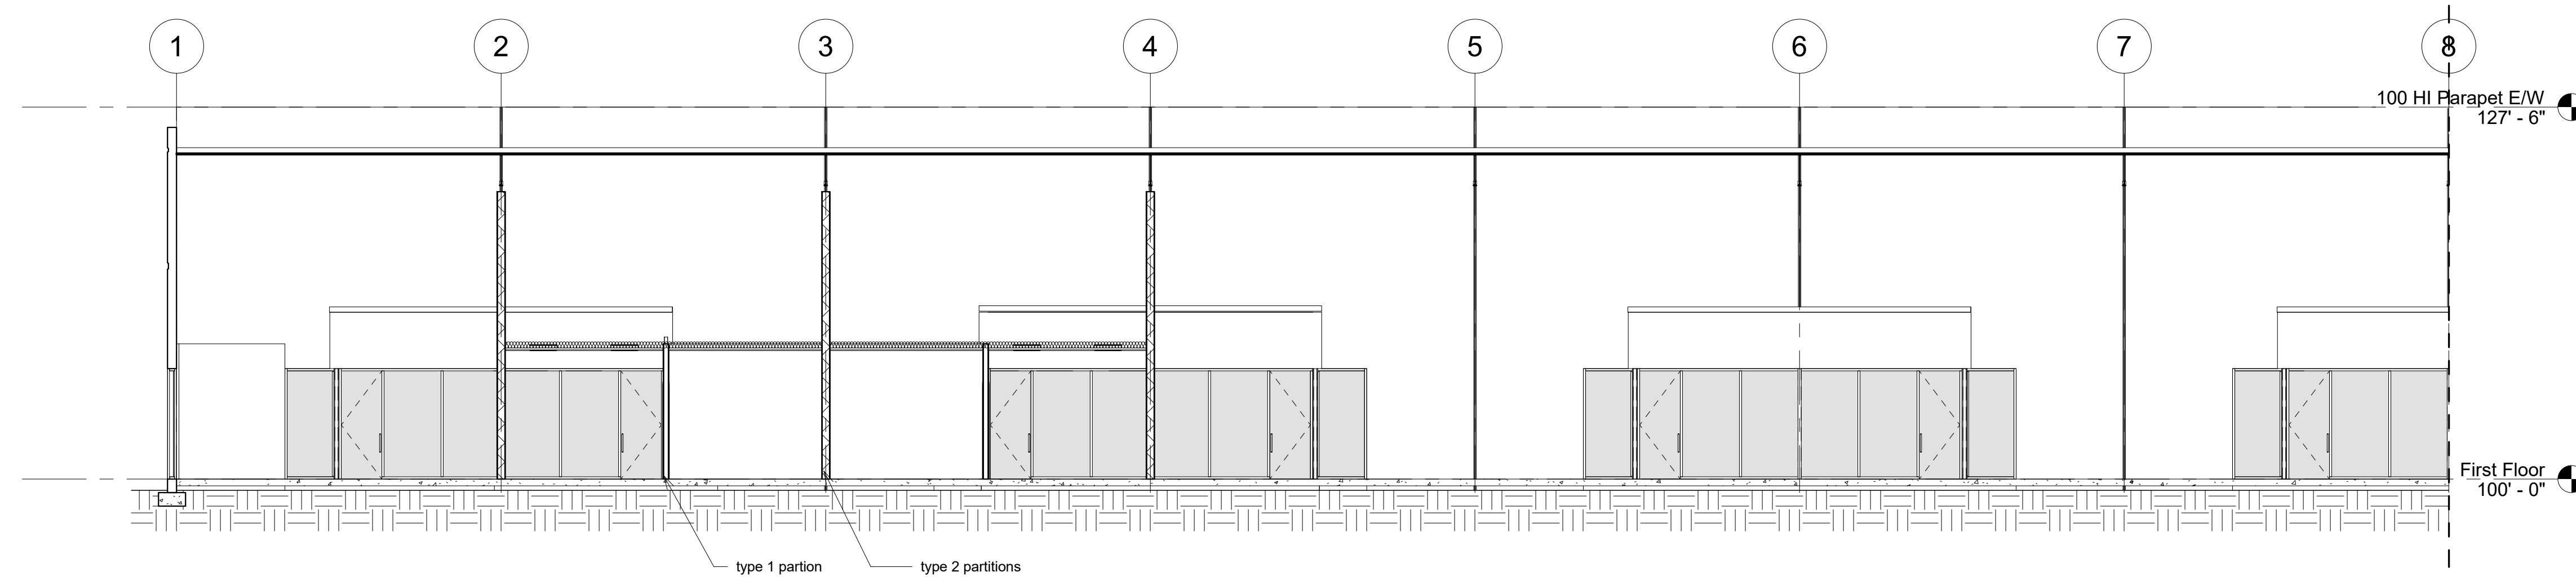 1 2 3 4 5 6 7 8
100 HI Parapet E/W
127' - 6"
First Floor
100' - 0"
type 1 partion
type 2 partitions